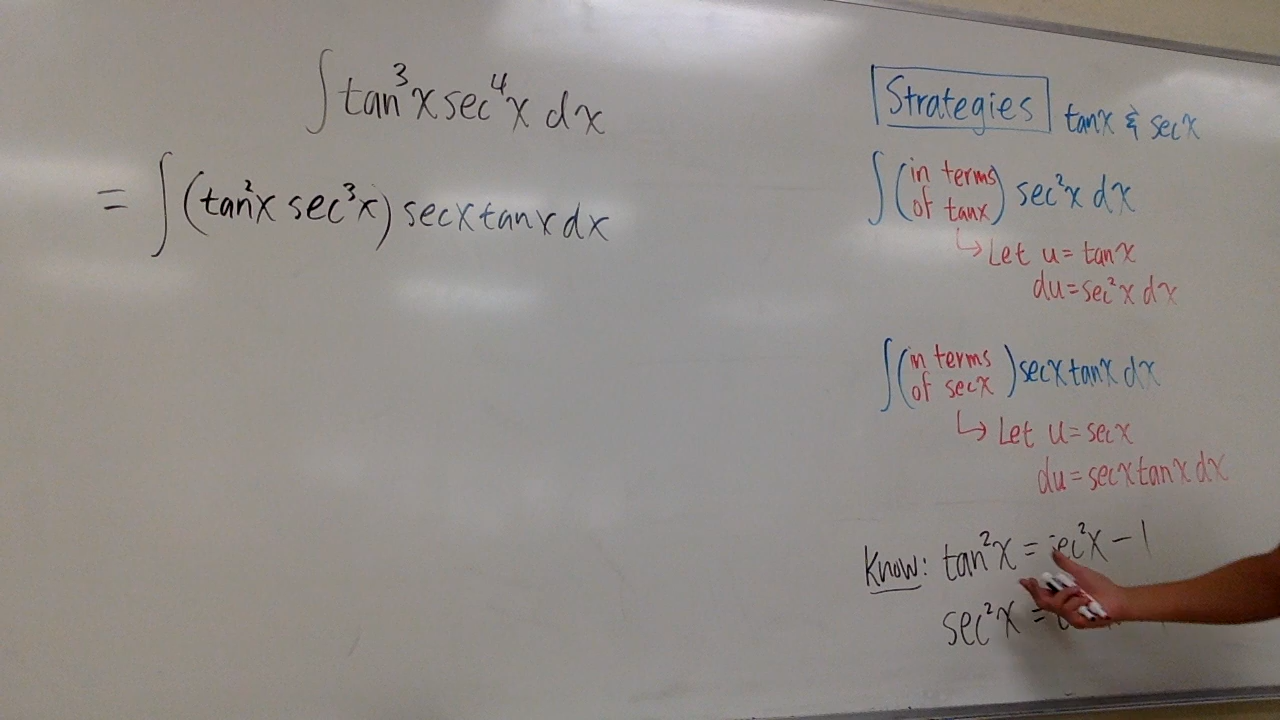 ∫ tan³x sec⁴x dx
= ∫ (tan²x sec³x) secx tanx dx
Strategies tanx & secx
∫ (in terms of tanx) sec²x dx
↳ Let u = tanx
du = sec²x dx
∫ (in terms of secx) secx tanx dx
↳ Let u = secx
du = secx tanx dx
Know: tan²x = sec²x − 1
sec²x =